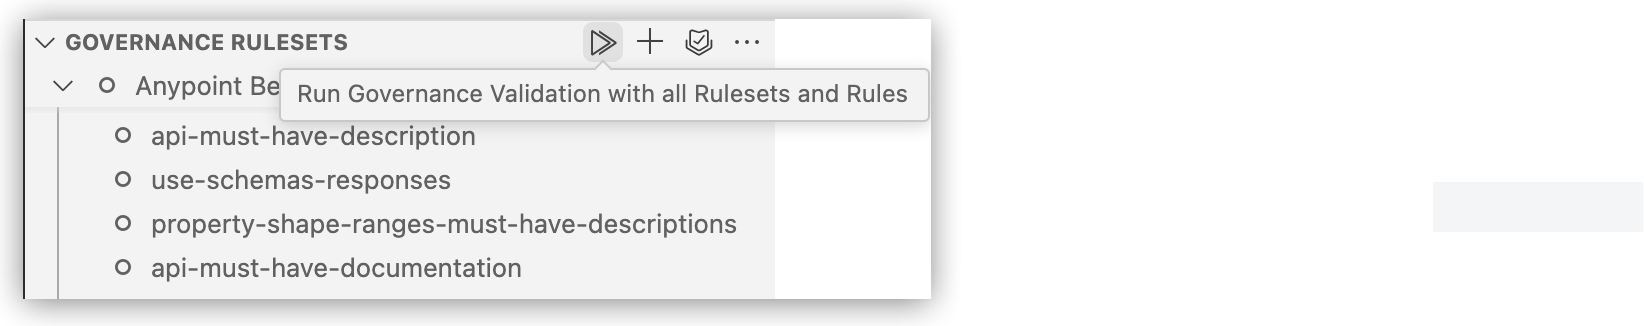 GOVERNANCE RULESETS
Anypoint Be
Run Governance Validation with all Rulesets and Rules
api-must-have-description
use-schemas-responses
property-shape-ranges-must-have-descriptions
api-must-have-documentation